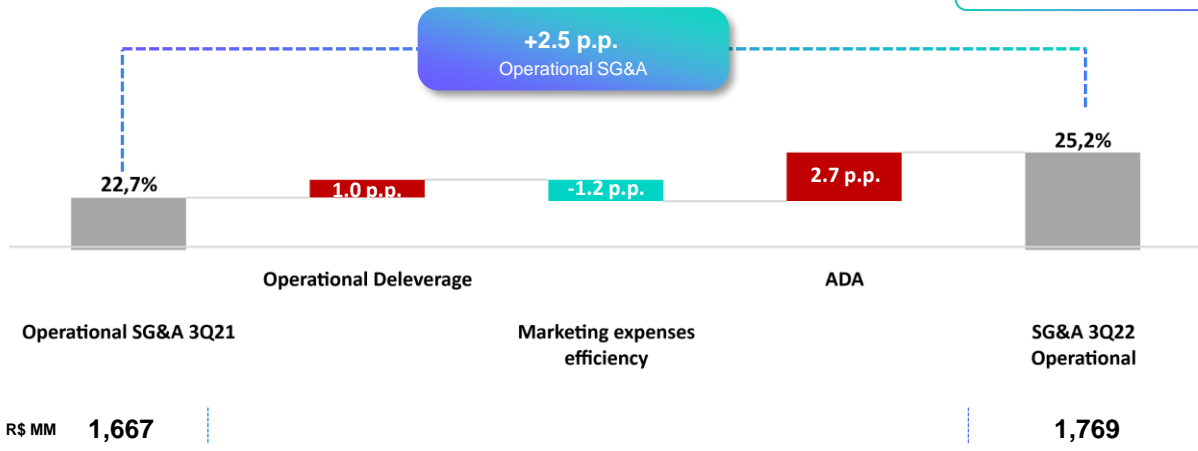 +2.5 p.p.
Operational SG&A
22,7%
1.0 p.p.
-1.2 p.p.
2.7 p.p.
25,2%
Operational Deleverage
ADA
Operational SG&A 3Q21
Marketing expenses
efficiency
SG&A 3Q22
Operational
R$ MM 1,667
1,769